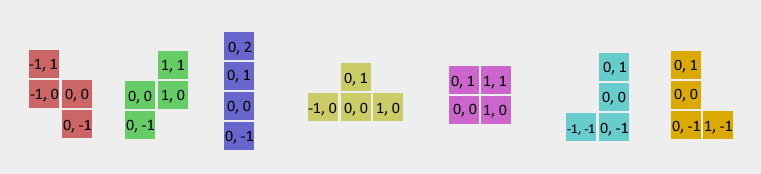 -1, 1
-1, 0 0, 0
0, -1
1, 1
0, 0 1, 0
0, -1
0, 2
0, 1
0, 0
0, -1
0, 1
-1, 0 0, 0 1, 0
0, 1 1, 1
0, 0 1, 0
0, 1
0, 0
-1, -1 0, -1
0, 1
0, 0
0, -1 1, -1